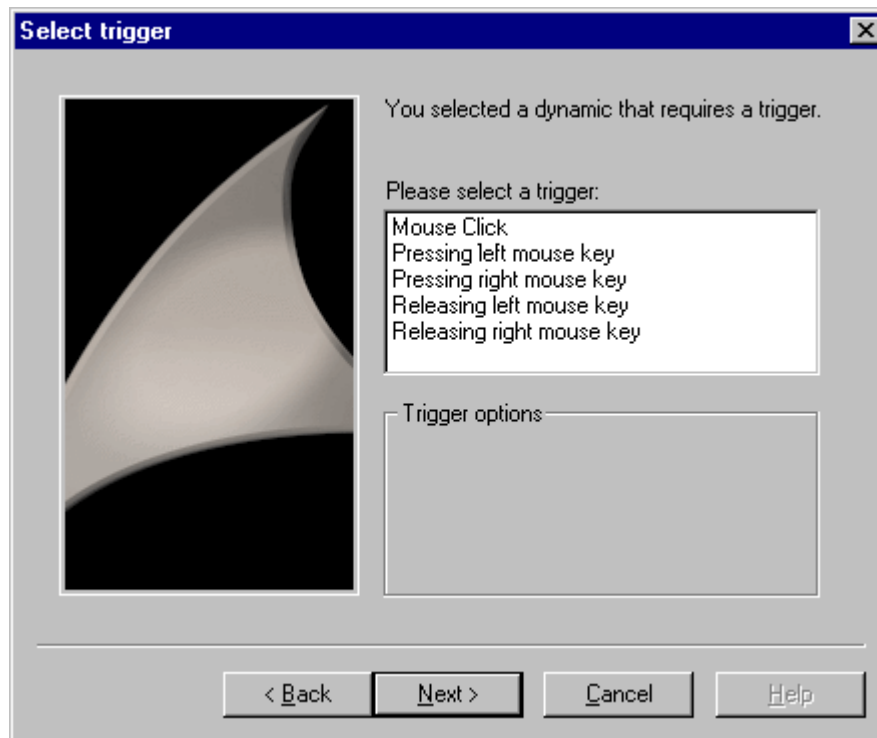 Select trigger
You selected a dynamic that requires a trigger.
Please select a trigger:
Mouse Click
Pressing left mouse key
Pressing right mouse key
Releasing left mouse key
Releasing right mouse key
Trigger options
< Back
Next >
Cancel
Help